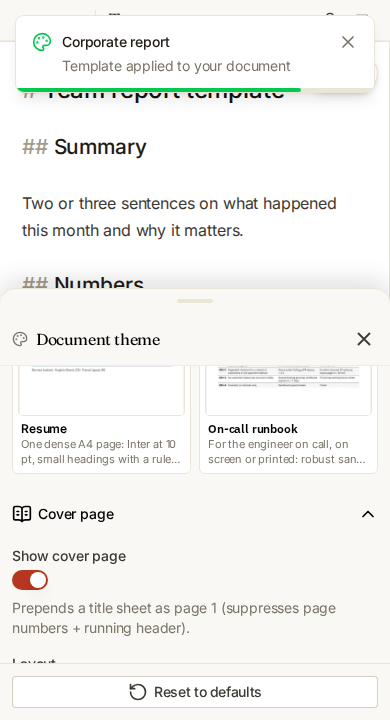 Corporate report
Template applied to your document
## Summary
Two or three sentences on what happened
this month and why it matters.
## Numbers
Document theme
Resume
One dense A4 page: Inter at 10
pt, small headings with a rule...
On-call runbook
For the engineer on call, on
screen or printed: robust san...
Cover page
Show cover page
Prepends a title sheet as page 1 (suppresses page
numbers + running header).
Layout
Reset to defaults